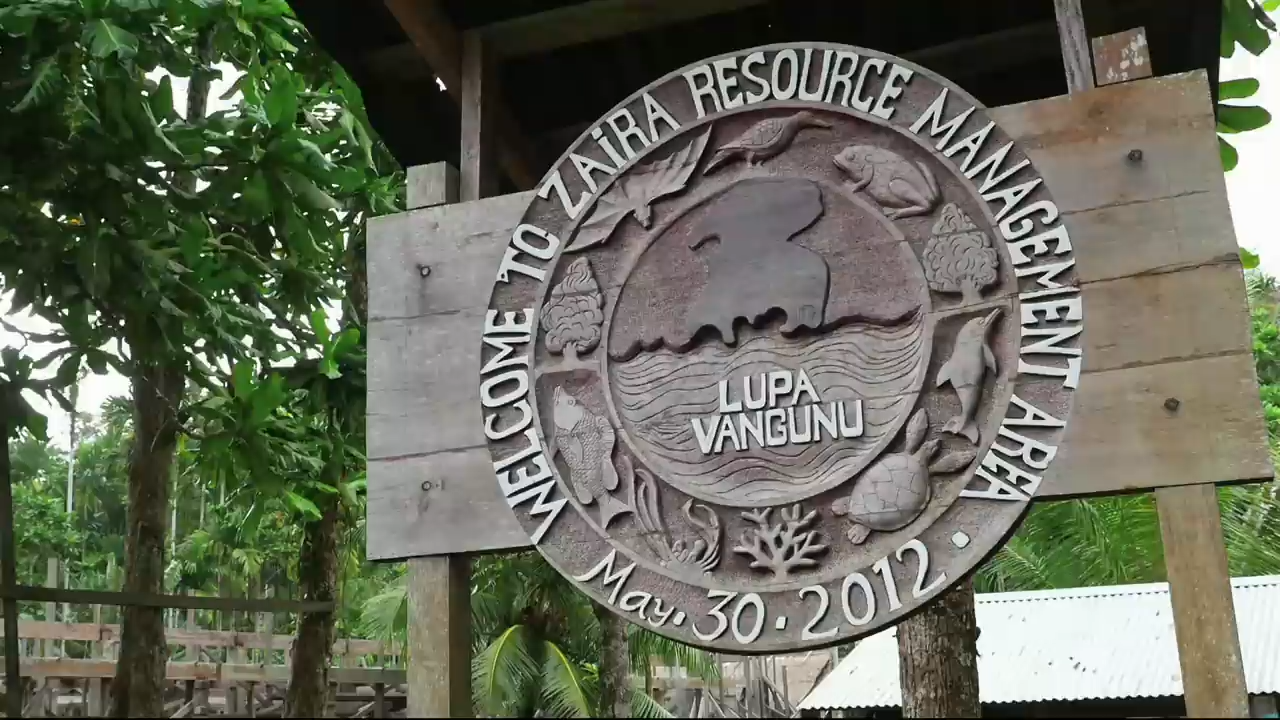 WELCOME TO ZAiRA RESOURCE MANAGEMENT AREA
LUPA
VANGUNU
May. 30 · 2012 ·